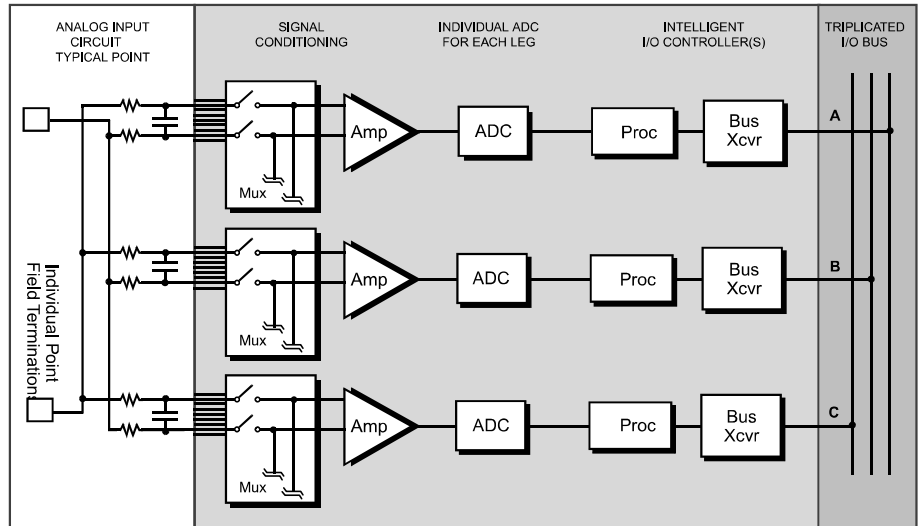 ANALOG INPUT
CIRCUIT
TYPICAL POINT
SIGNAL
CONDITIONING
INDIVIDUAL ADC
FOR EACH LEG
INTELLIGENT
I/O CONTROLLER(S)
TRIPLICATED
I/O BUS
Mux
Amp
ADC
Proc
Bus
Xcvr
A
Mux
Amp
ADC
Proc
Bus
Xcvr
B
Mux
Amp
ADC
Proc
Bus
Xcvr
C
Individual Point
Field Terminations